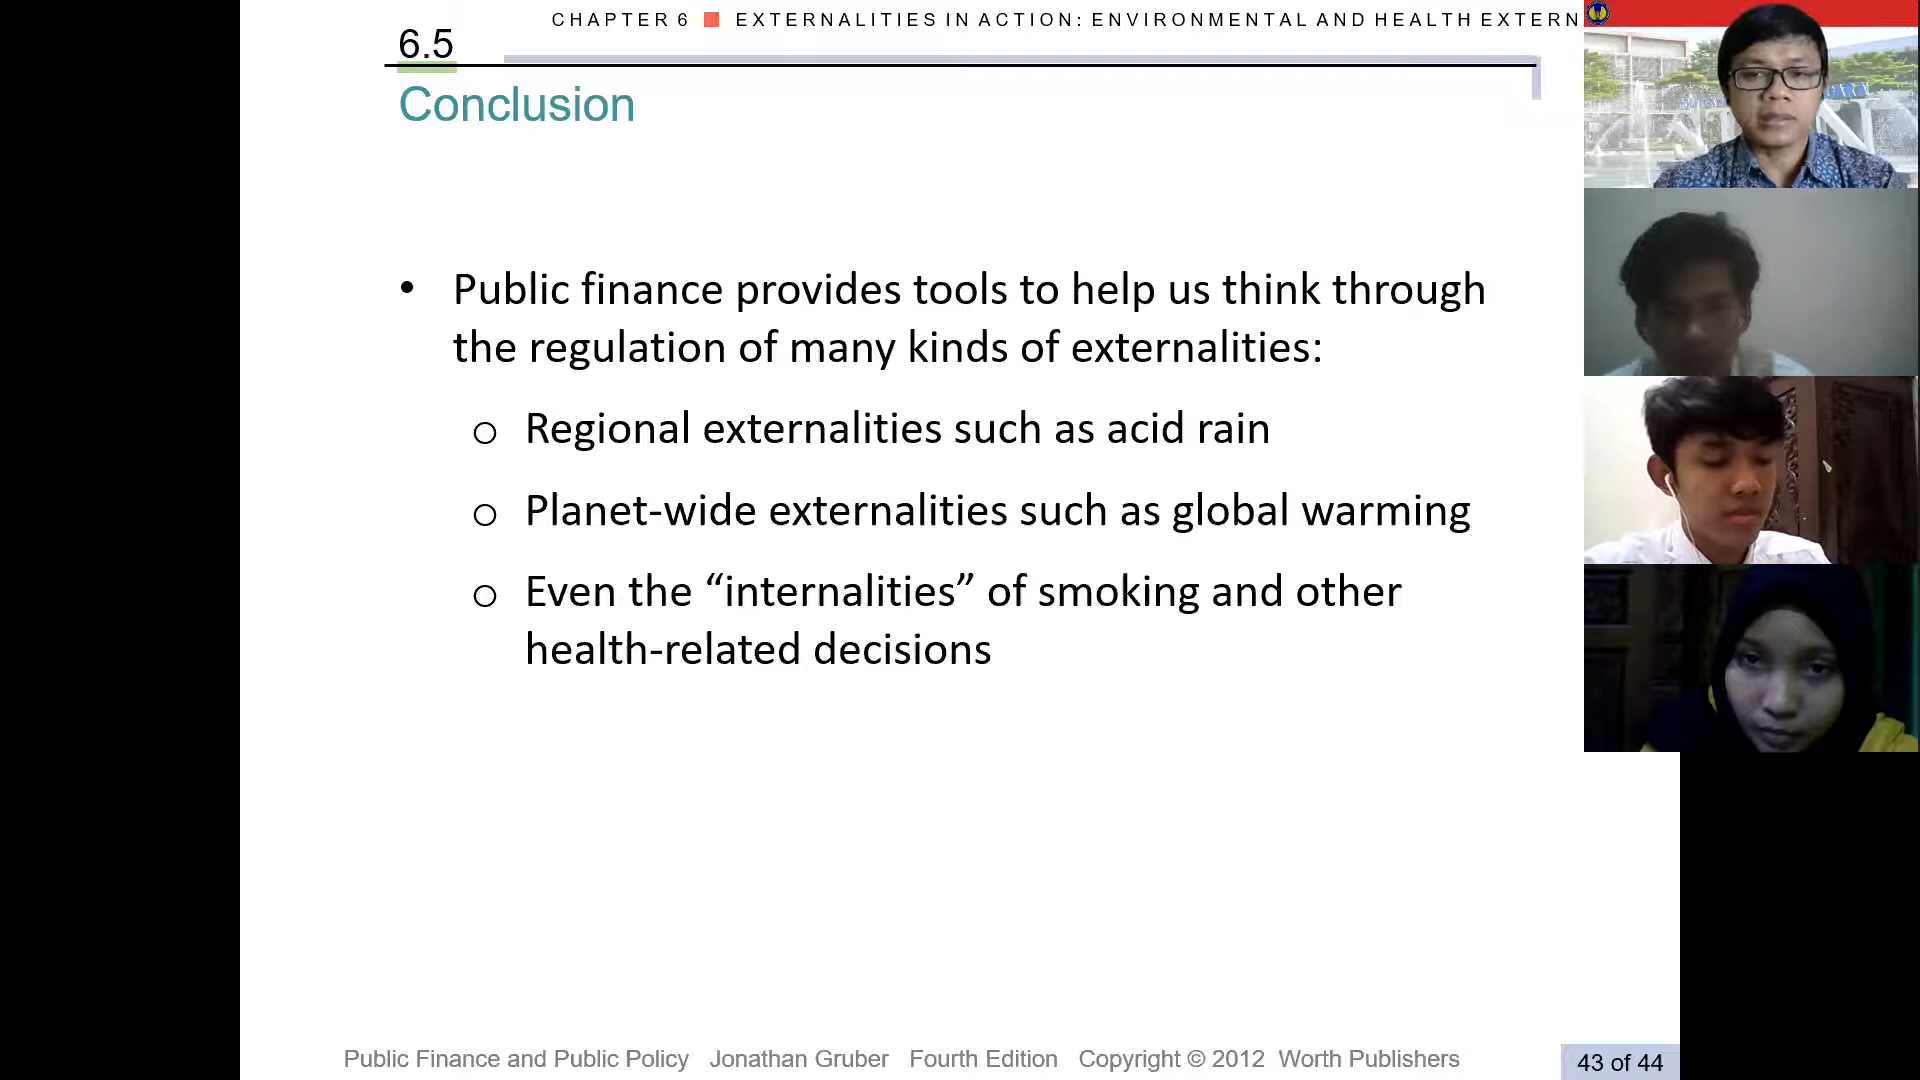 CHAPTER 6 ■ EXTERNALITIES IN ACTION: ENVIRONMENTAL AND HEALTH EXTERN
6.5
Conclusion
• Public finance provides tools to help us think through
the regulation of many kinds of externalities:
o Regional externalities such as acid rain
o Planet-wide externalities such as global warming
o Even the “internalities” of smoking and other
health-related decisions
Public Finance and Public Policy Jonathan Gruber Fourth Edition Copyright © 2012 Worth Publishers
43 of 44